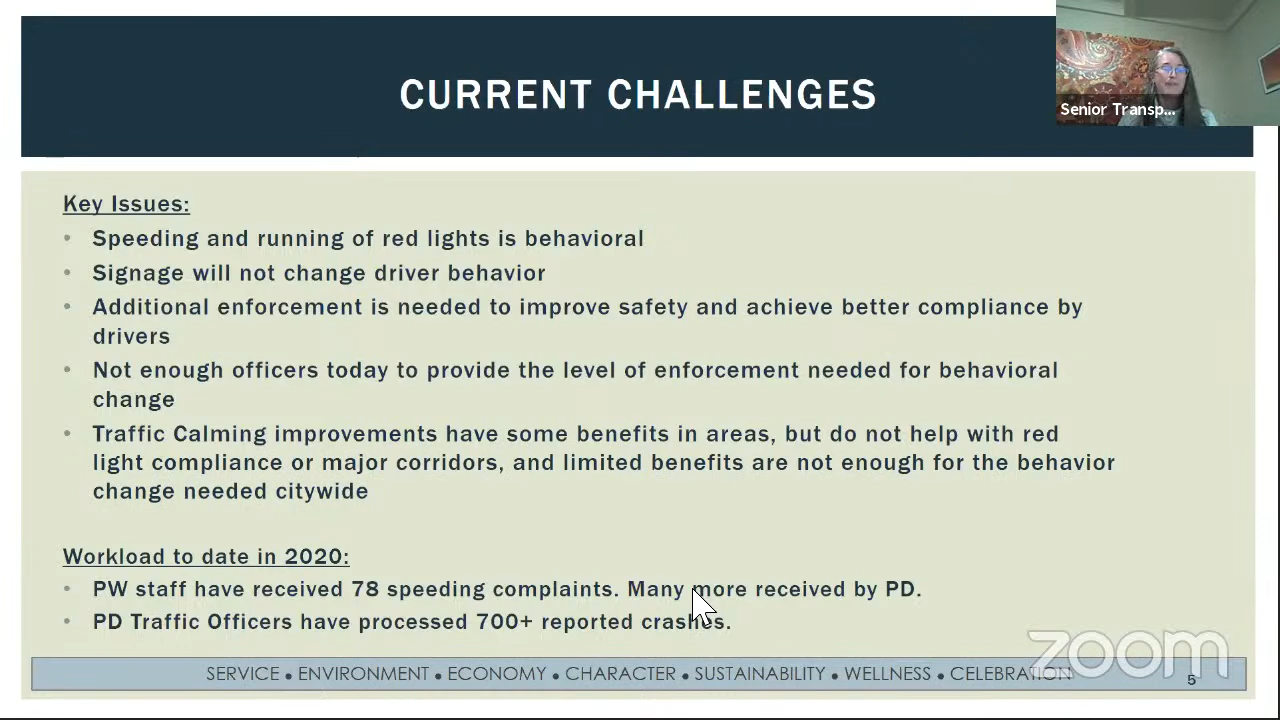 CURRENT CHALLENGES
Senior Transp...
Key Issues:
• Speeding and running of red lights is behavioral
• Signage will not change driver behavior
• Additional enforcement is needed to improve safety and achieve better compliance by
drivers
• Not enough officers today to provide the level of enforcement needed for behavioral
change
• Traffic Calming improvements have some benefits in areas, but do not help with red
light compliance or major corridors, and limited benefits are not enough for the behavior
change needed citywide
Workload to date in 2020:
• PW staff have received 78 speeding complaints. Many more received by PD.
• PD Traffic Officers have processed 700+ reported crashes.
SERVICE • ENVIRONMENT • ECONOMY • CHARACTER • SUSTAINABILITY • WELLNESS • CELEBRATION
5
zoom